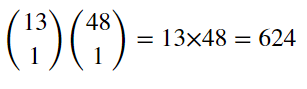 (13 1)(48 1) = 13×48 = 624